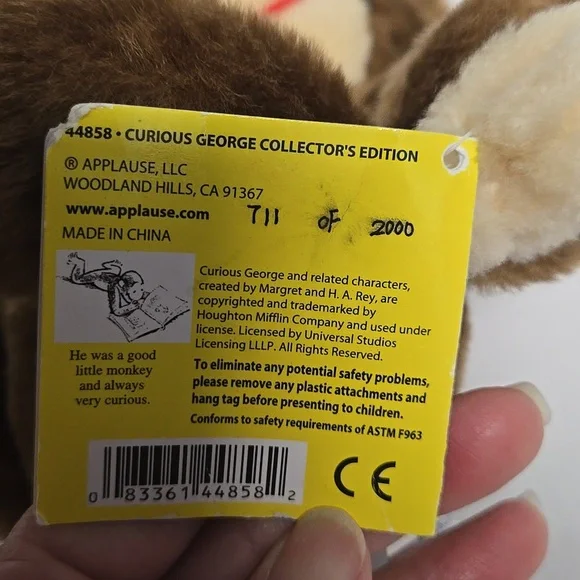 44858 • CURIOUS GEORGE COLLECTOR'S EDITION
® APPLAUSE, LLC
WOODLAND HILLS, CA 91367
www.applause.com 711 OF 2000
MADE IN CHINA
Curious George and related characters,
created by Margret and H. A. Rey, are
copyrighted and trademarked by
Houghton Mifflin Company and used under
license. Licensed by Universal Studios
Licensing LLLP. All Rights Reserved.
He was a good
little monkey
and always
very curious.
To eliminate any potential safety problems,
please remove any plastic attachments and
hang tag before presenting to children.
Conforms to safety requirements of ASTM F963
0 83361 44858 2
CE